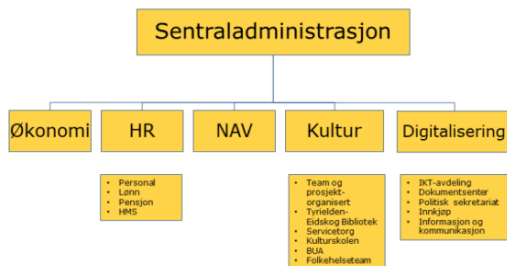 Sentraladministrasjon
Økonomi
HR
NAV
Kultur
Digitalisering
• Personal
• Lønn
• Pensjon
• HMS
• Team og
prosjekt-
organisert
• Tyrielden-
Eidskog Bibliotek
• Servicetorg
• Kulturskolen
• BUA
• Folkehelseteam
• IKT-avdeling
• Dokumentsenter
• Politisk sekretariat
• Innkjøp
• Informasjon og
kommunikasjon